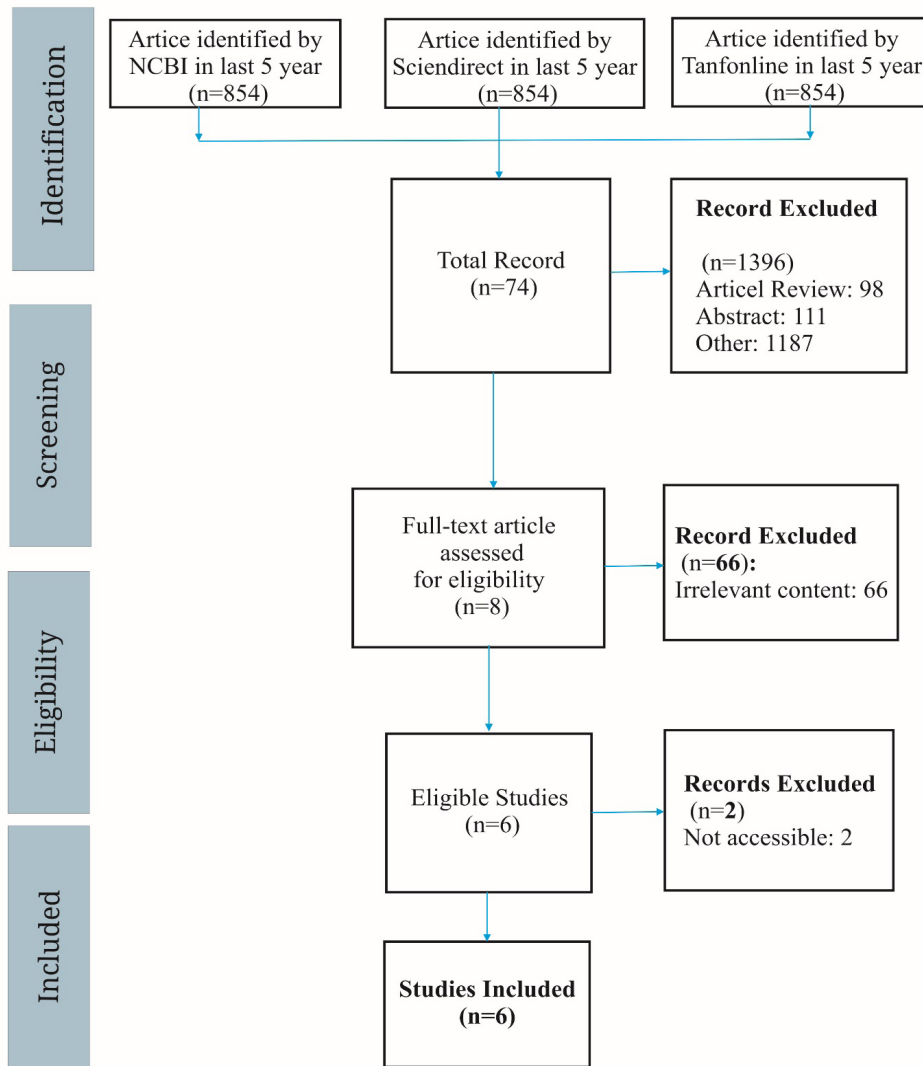 Identification
Artice identified by
NCBI in last 5 year
(n=854)
Artice identified by
Sciendirect in last 5 year
(n=854)
Artice identified by
Tanfonline in last 5 year
(n=854)
Total Record
(n=74)
Record Excluded
(n=1396)
Articel Review: 98
Abstract: 111
Other: 1187
Screening
Full-text article
assessed
for eligibility
(n=8)
Record Excluded
(n=66):
Irrelevant content: 66
Eligibility
Eligible Studies
(n=6)
Records Excluded
(n=2)
Not accessible: 2
Included
Studies Included
(n=6)